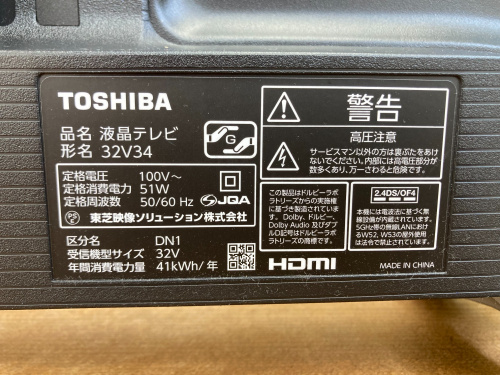 TOSHIBA
品名 液晶テレビ
形名 32V34
G
定格電圧 100V～
定格消費電力 51W
定格周波数 50/60 Hz
JQA
PS
E
東芝映像ソリューション株式会社
区分名 DN1
受信機型サイズ 32V
年間消費電力量 41kWh/年
警告
高圧注意
サービスマン以外の方は裏ぶたをあけ
ないでください。内部には高電圧部分が
数多くあり、万一さわると危険です。
この製品はドルビーラボ
ラトリーズからの実施権に
基づき製造されていま
す。Dolby、ドルビー、
Dolby Audio及びダブ
ルD記号はドルビーラボ
ラトリーズの商標です。
2.4DS/OF4
本機には電波法に基づく無
線設備が内蔵されています。
5GHz帯の無線LANにおけ
るW52、W53の屋外使用
は法令で禁止されています。
HDMI
MADE IN CHINA